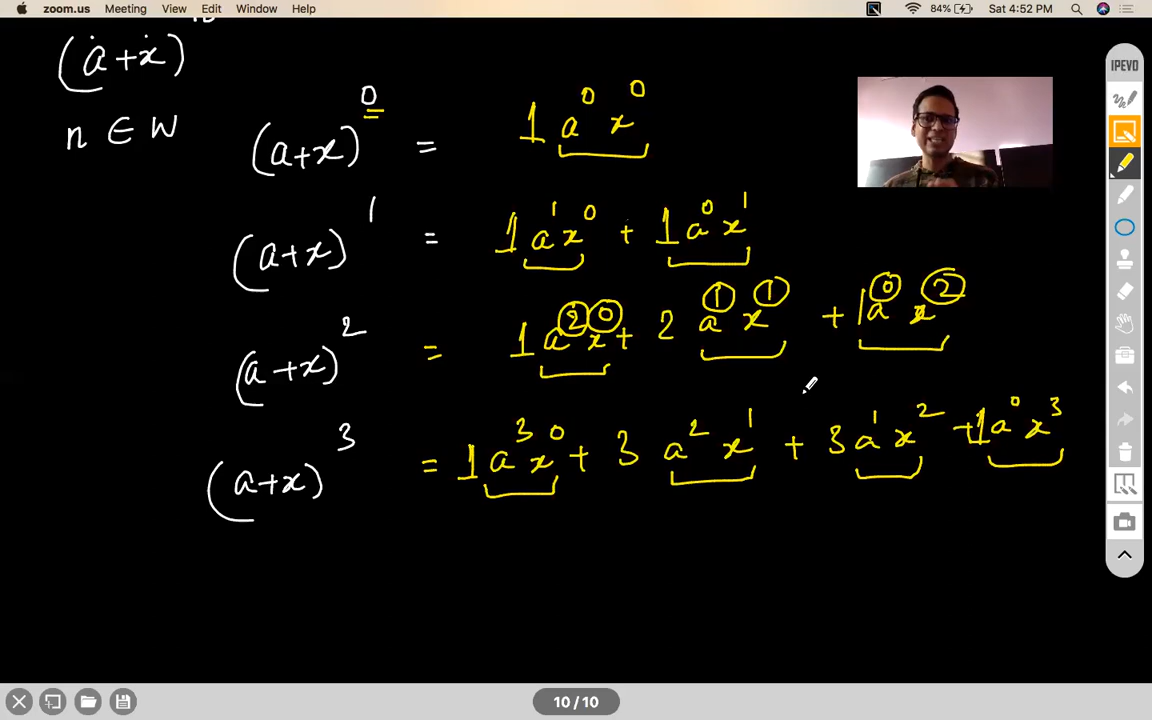 zoom.us Meeting View Edit Window Help 84% Sat 4:52 PM
(a+x)
n ∈ W
(a+x)⁰ = 1a⁰x⁰
(a+x)¹ = 1a¹x⁰ + 1a⁰x¹
(a+x)² = 1a²x⁰ + 2a¹x¹ + 1a⁰x²
(a+x)³ = 1a³x⁰ + 3a²x¹ + 3a¹x² + 1a⁰x³
IPEVO
10/10